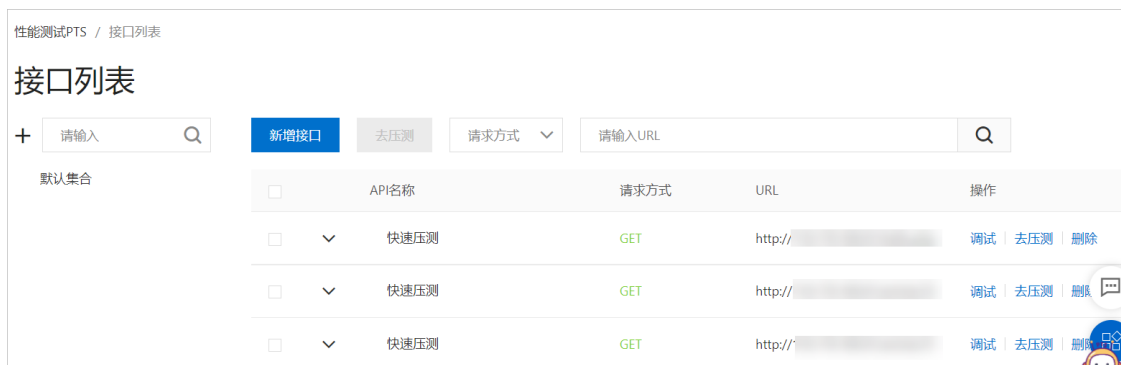 性能测试PTS / 接口列表
接口列表
请输入
新增接口 去压测 请求方式 请输入URL
默认集合
API名称 请求方式 URL 操作
快速压测 GET http:// 调试 去压测 删除
快速压测 GET http:// 调试 去压测
快速压测 GET http:// 调试 去压测